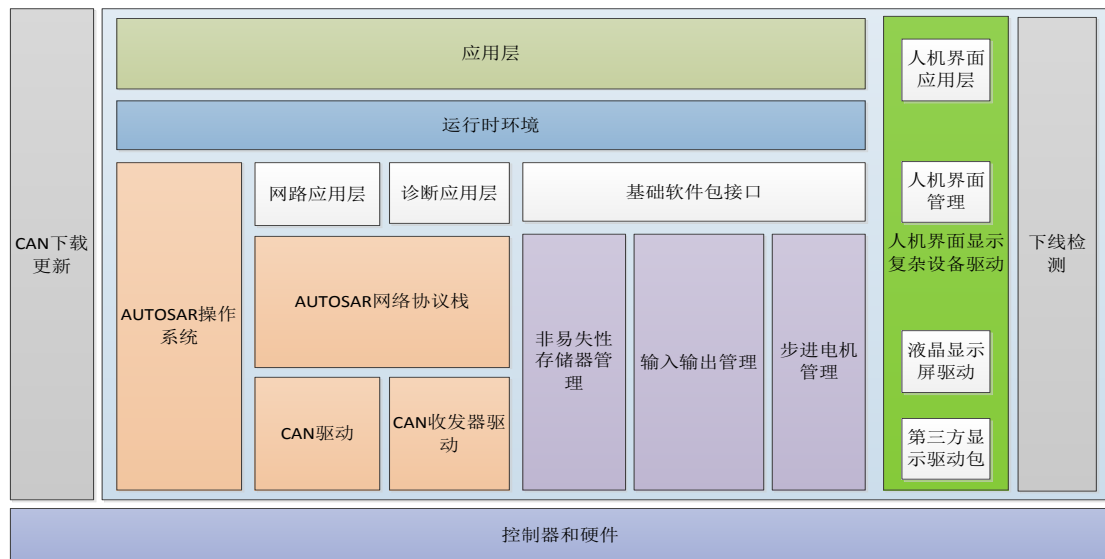 应用层
运行时环境
CAN下载
更新
AUTOSAR操作
系统
网路应用层
诊断应用层
基础软件包接口
AUTOSAR网络协议栈
CAN驱动
CAN收发器驱
动
非易失性
存储器管
理
输入输出管理
步进电机
管理
人机界面
应用层
人机界面
管理
人机界面显示
复杂设备驱动
液晶显示
屏驱动
第三方显
示驱动包
下线检
测
控制器和硬件